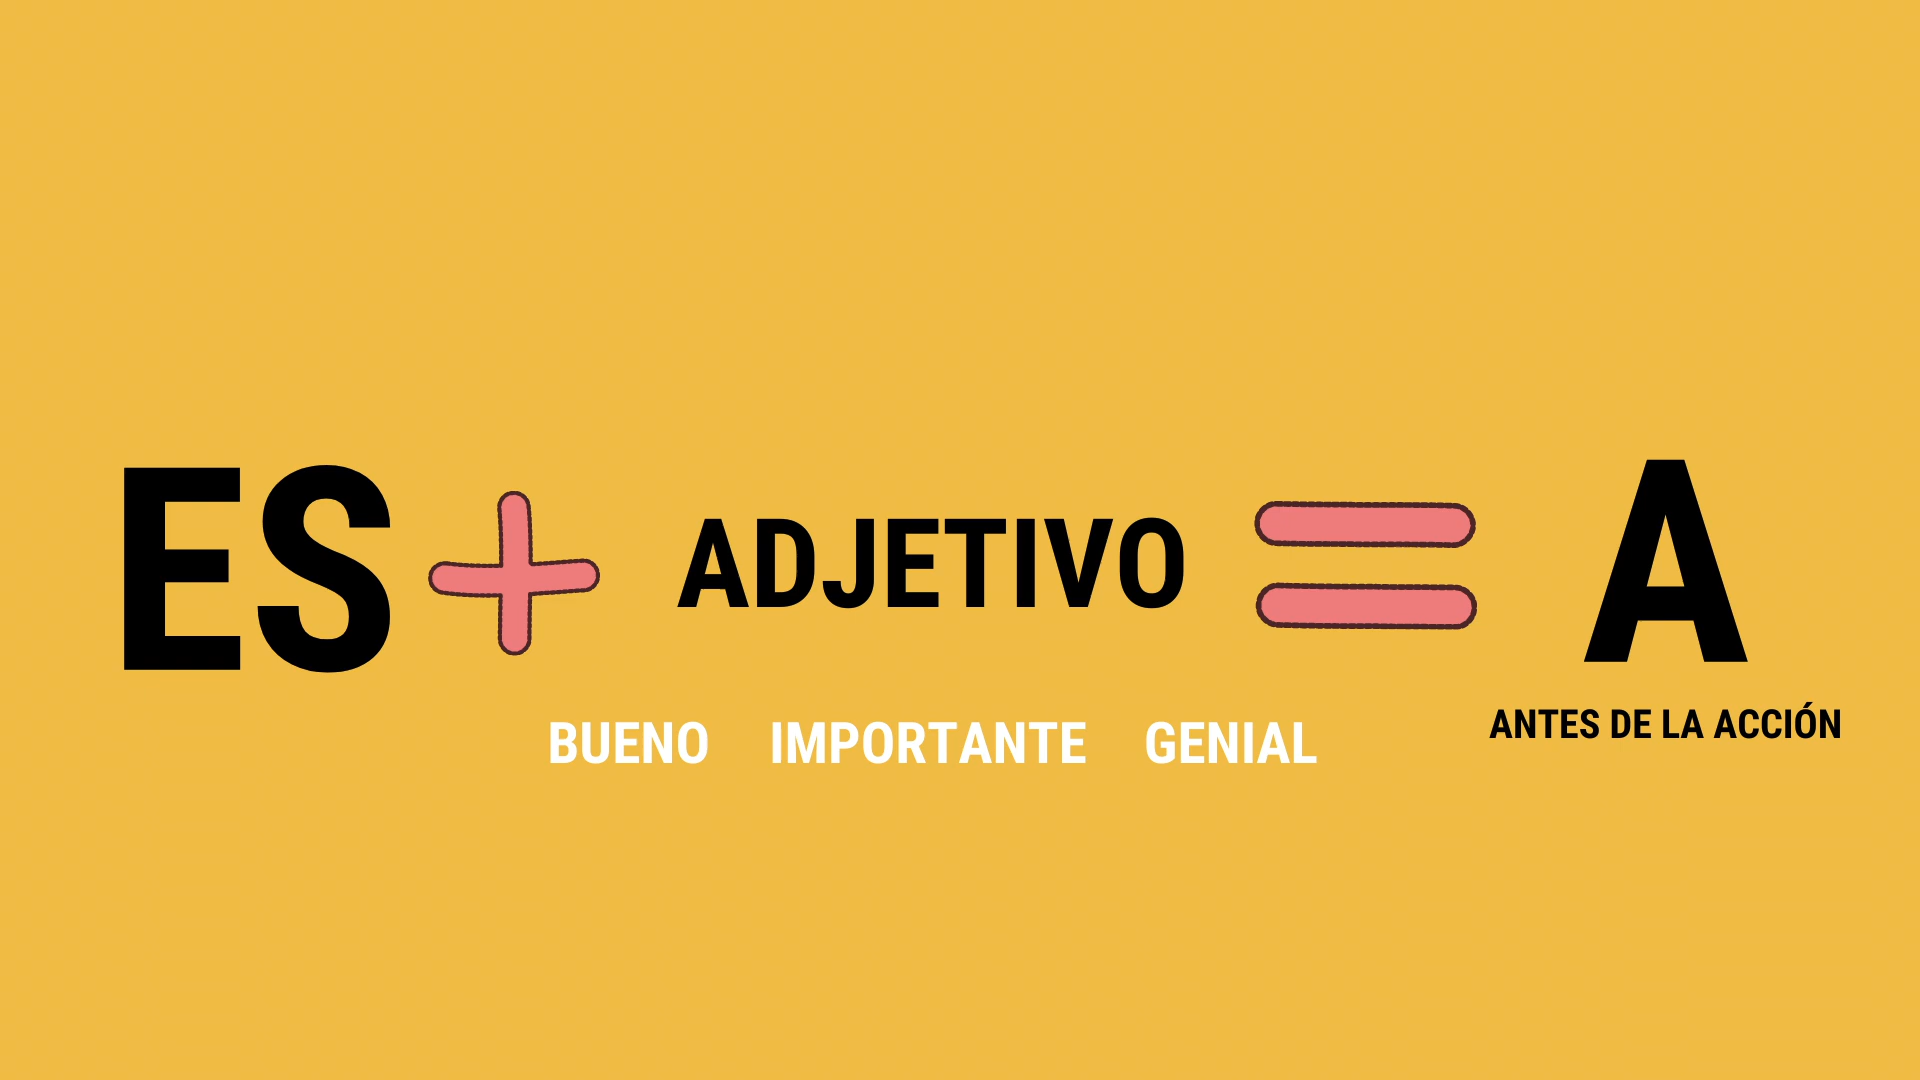 ES + ADJETIVO = A
ANTES DE LA ACCIÓN
BUENO IMPORTANTE GENIAL